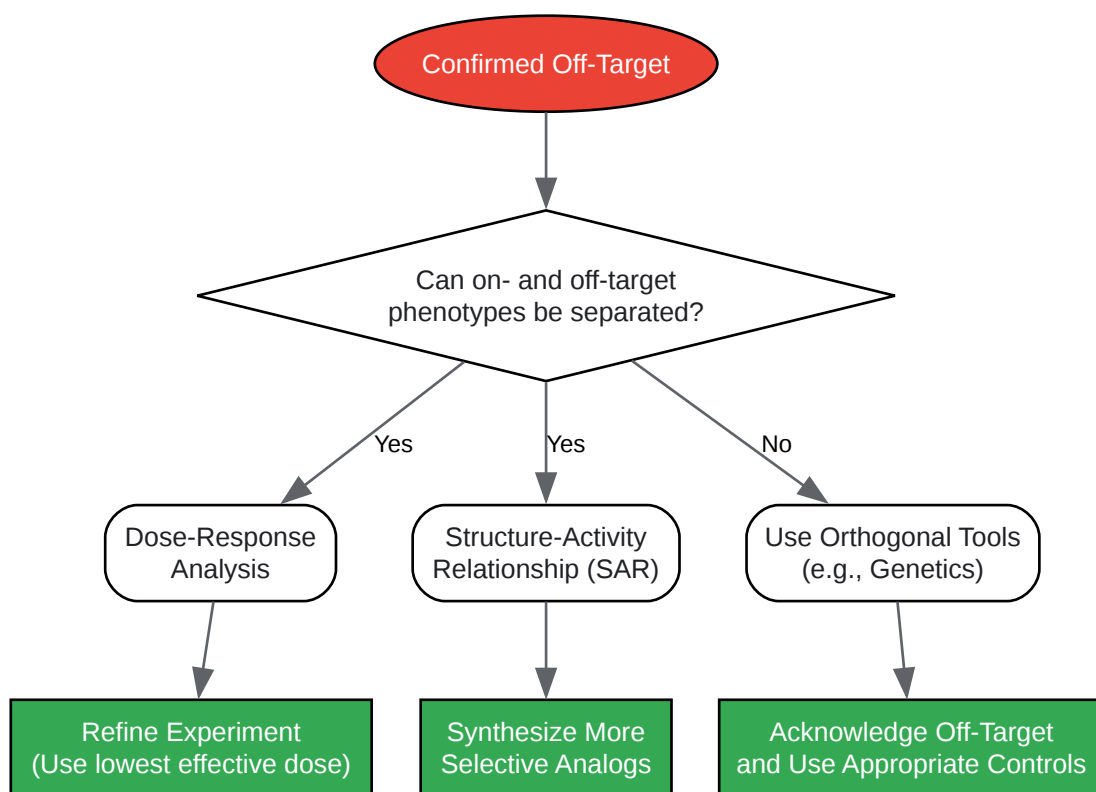 Confirmed Off-Target
Can on- and off-target
phenotypes be separated?
Yes
Yes
No
Dose-Response
Analysis
Structure-Activity
Relationship (SAR)
Use Orthogonal Tools
(e.g., Genetics)
Refine Experiment
(Use lowest effective dose)
Synthesize More
Selective Analogs
Acknowledge Off-Target
and Use Appropriate Controls